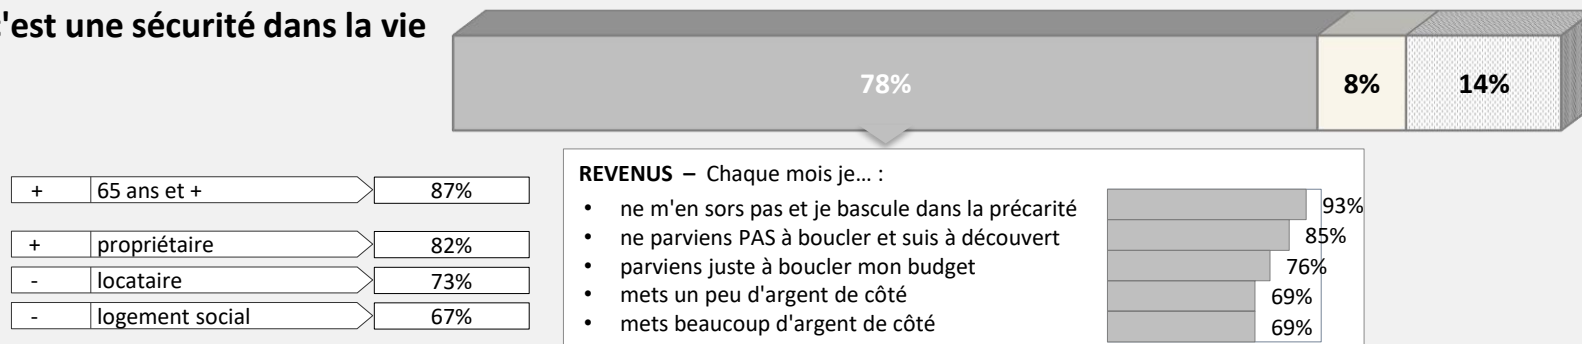 'est une sécurité dans la vie
78%
8%
14%
+ 65 ans et + 87%
+ propriétaire 82%
- locataire 73%
- logement social 67%
REVENUS – Chaque mois je... :
• ne m'en sors pas et je bascule dans la précarité 93%
• ne parviens PAS à boucler et suis à découvert 85%
• parviens juste à boucler mon budget 76%
• mets un peu d'argent de côté 69%
• mets beaucoup d'argent de côté 69%